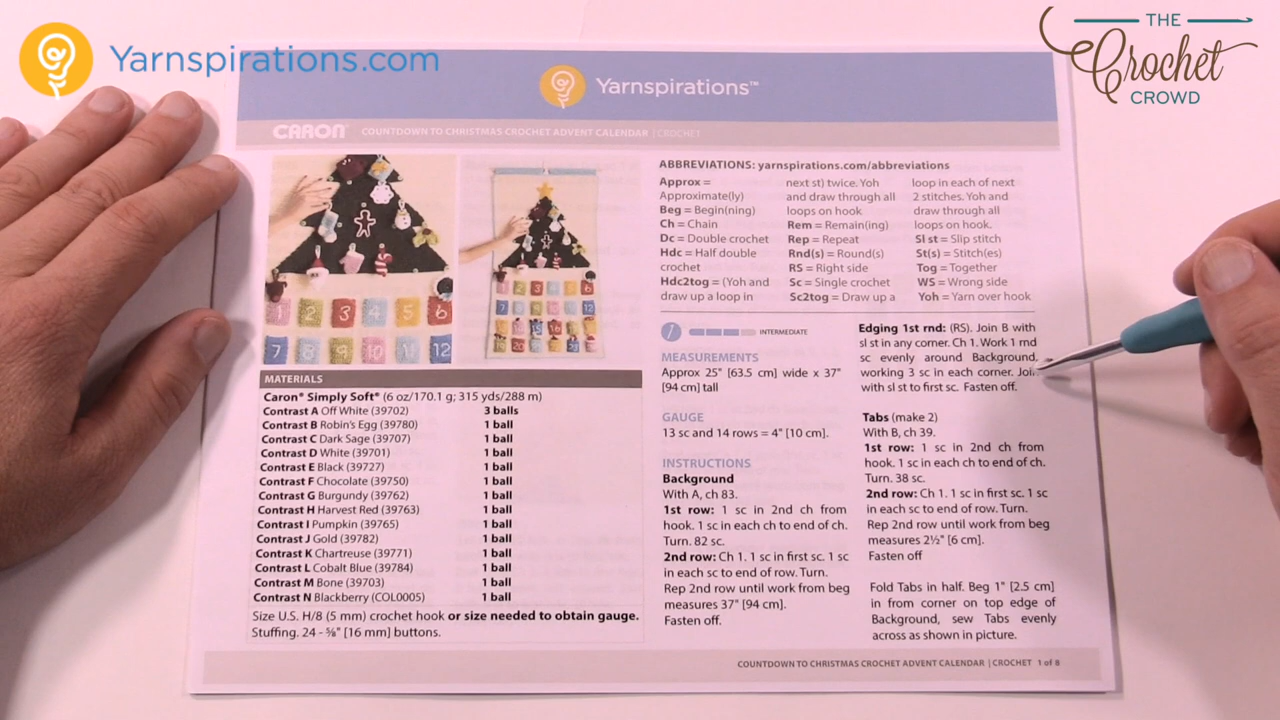 Yarnspirations.com
THE
Crochet
CROWD
Yarnspirations™
CARON® COUNTDOWN TO CHRISTMAS CROCHET ADVENT CALENDAR | CROCHET
1 2 3 4 5 6
7 8 9 10 11 12
MATERIALS
Caron® Simply Soft® (6 oz/170.1 g; 315 yds/288 m)
Contrast A Off White (39702) 3 balls
Contrast B Robin's Egg (39780) 1 ball
Contrast C Dark Sage (39707) 1 ball
Contrast D White (39701) 1 ball
Contrast E Black (39727) 1 ball
Contrast F Chocolate (39750) 1 ball
Contrast G Burgundy (39762) 1 ball
Contrast H Harvest Red (39763) 1 ball
Contrast I Pumpkin (39765) 1 ball
Contrast J Gold (39782) 1 ball
Contrast K Chartreuse (39771) 1 ball
Contrast L Cobalt Blue (39784) 1 ball
Contrast M Bone (39703) 1 ball
Contrast N Blackberry (COL0005) 1 ball
Size U.S. H/8 (5 mm) crochet hook or size needed to obtain gauge.
Stuffing. 24 - ⅝" [16 mm] buttons.
ABBREVIATIONS: yarnspirations.com/abbreviations
Approx =
Approximate(ly)
Beg = Begin(ning)
Ch = Chain
Dc = Double crochet
Hdc = Half double
crochet
Hdc2tog = (Yoh and
draw up a loop in
next st) twice. Yoh
and draw through all
loops on hook
Rem = Remain(ing)
Rep = Repeat
Rnd(s) = Round(s)
RS = Right side
Sc = Single crochet
Sc2tog = Draw up a
loop in each of next
2 stitches. Yoh and
draw through all
loops on hook.
Sl st = Slip stitch
St(s) = Stitch(es)
Tog = Together
WS = Wrong side
Yoh = Yarn over hook
INTERMEDIATE
MEASUREMENTS
Approx 25" [63.5 cm] wide x 37"
[94 cm] tall
GAUGE
13 sc and 14 rows = 4" [10 cm].
INSTRUCTIONS
Background
With A, ch 83.
1st row: 1 sc in 2nd ch from
hook. 1 sc in each ch to end of ch.
Turn. 82 sc.
2nd row: Ch 1. 1 sc in first sc. 1 sc
in each sc to end of row. Turn.
Rep 2nd row until work from beg
measures 37" [94 cm].
Fasten off.
Edging 1st rnd: (RS). Join B with
sl st in any corner. Ch 1. Work 1 rnd
sc evenly around Background,
working 3 sc in each corner. Join
with sl st to first sc. Fasten off.
Tabs (make 2)
With B, ch 39.
1st row: 1 sc in 2nd ch from
hook. 1 sc in each ch to end of ch.
Turn. 38 sc.
2nd row: Ch 1. 1 sc in first sc. 1 sc
in each sc to end of row. Turn.
Rep 2nd row until work from beg
measures 2½" [6 cm].
Fasten off
Fold Tabs in half. Beg 1" [2.5 cm]
in from corner on top edge of
Background, sew Tabs evenly
across as shown in picture.
COUNTDOWN TO CHRISTMAS CROCHET ADVENT CALENDAR | CROCHET 1 of 8